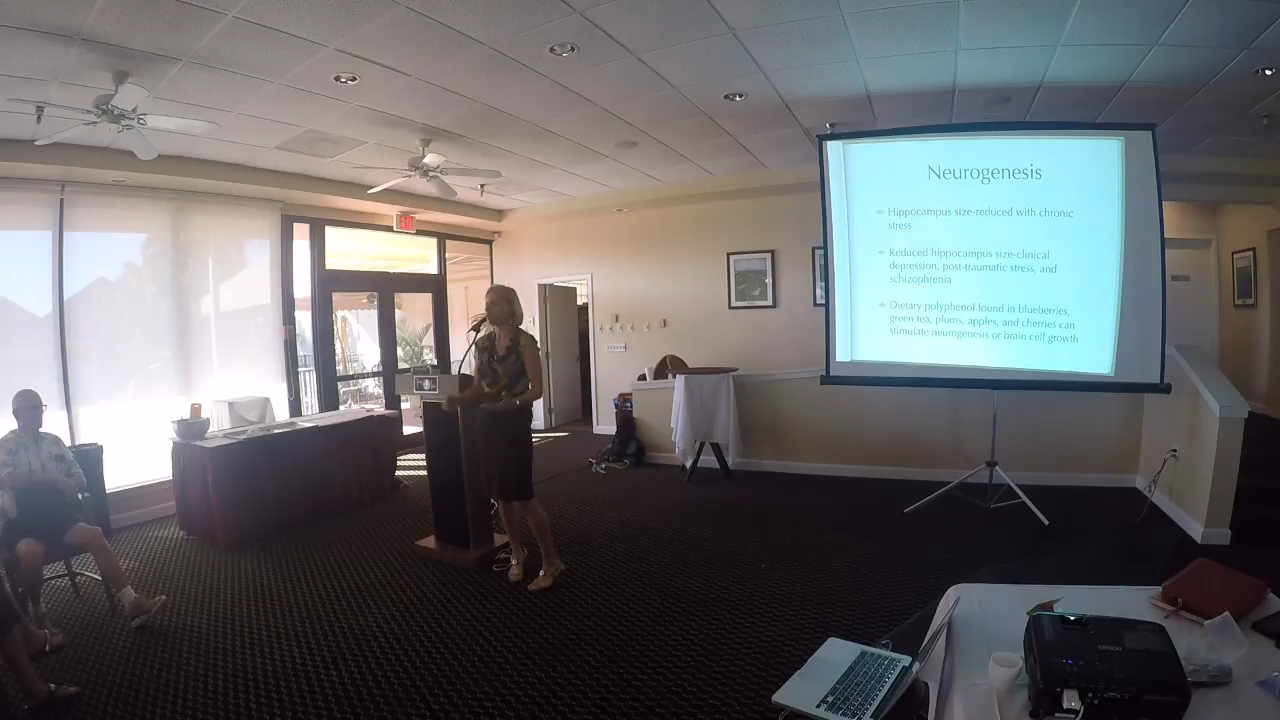 Neurogenesis
Hippocampus size-reduced with chronic
stress
Reduced hippocampus size-clinical
depression, post-traumatic stress, and
schizophrenia
Dietary polyphenol found in blueberries,
green tea, plums, apples, and cherries can
stimulate neurogenesis or brain cell growth
EXIT
EPSON